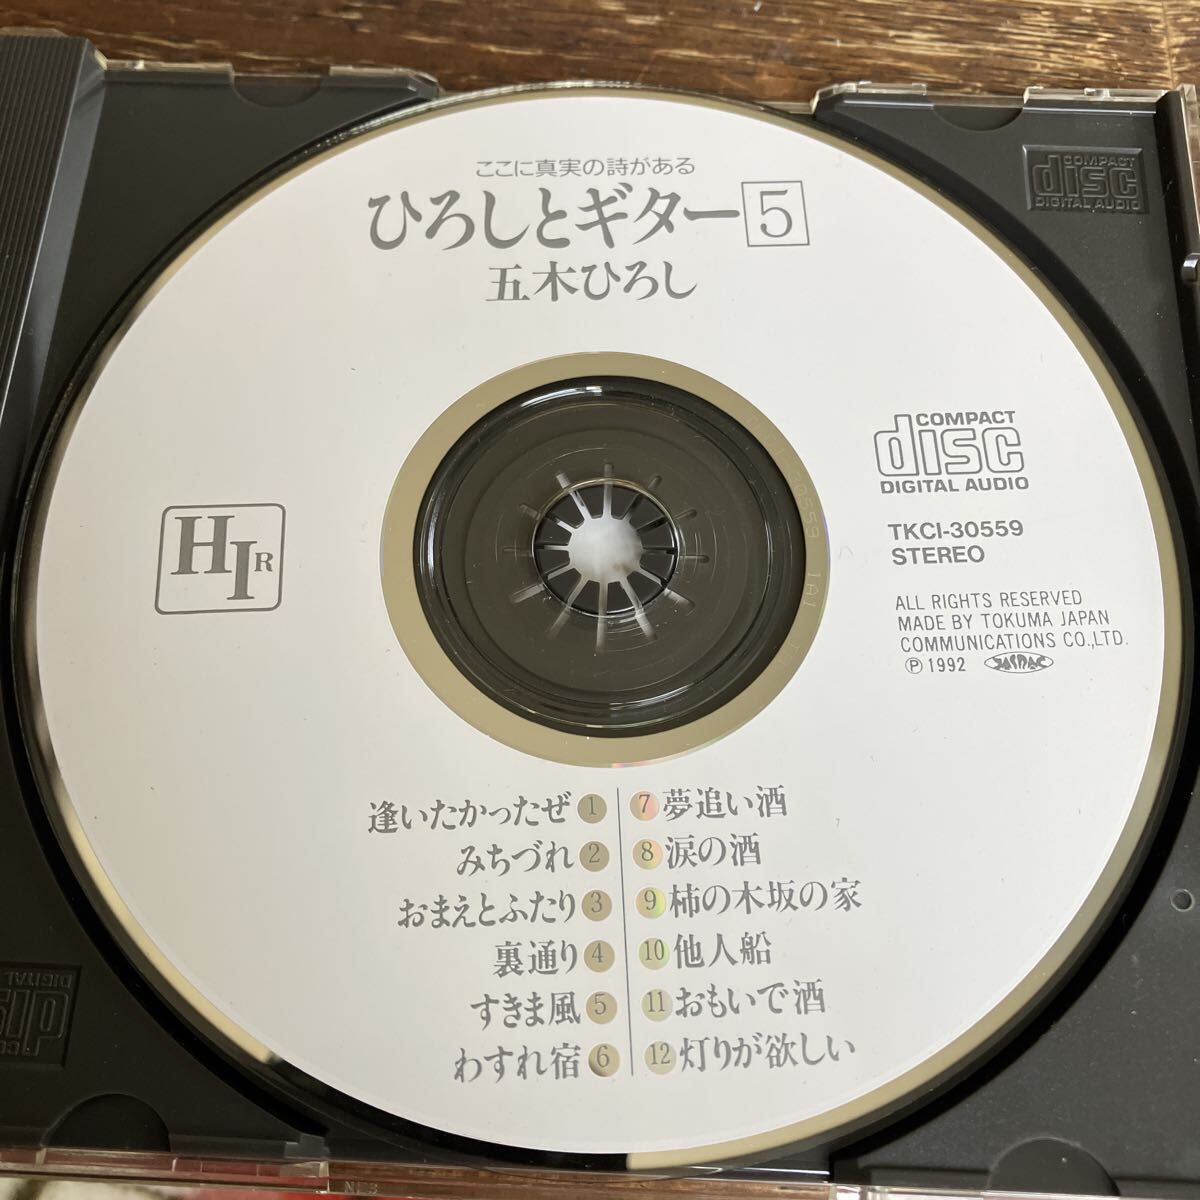 ここに真実の詩がある
ひろしとギター5
五木ひろし
COMPACT
disc
DIGITAL AUDIO
COMPACT
disc
DIGITAL AUDIO
TKCI-30559
STEREO
ALL RIGHTS RESERVED
MADE BY TOKUMA JAPAN
COMMUNICATIONS CO.,LTD.
Ⓟ 1992 JASRAC
HIR
30559 1A1
逢いたかったぜ 1
みちづれ 2
おまえとふたり 3
裏通り 4
すきま風 5
わすれ宿 6
7 夢追い酒
8 涙の酒
9 柿の木坂の家
10 他人船
11 おもいで酒
12 灯りが欲しい